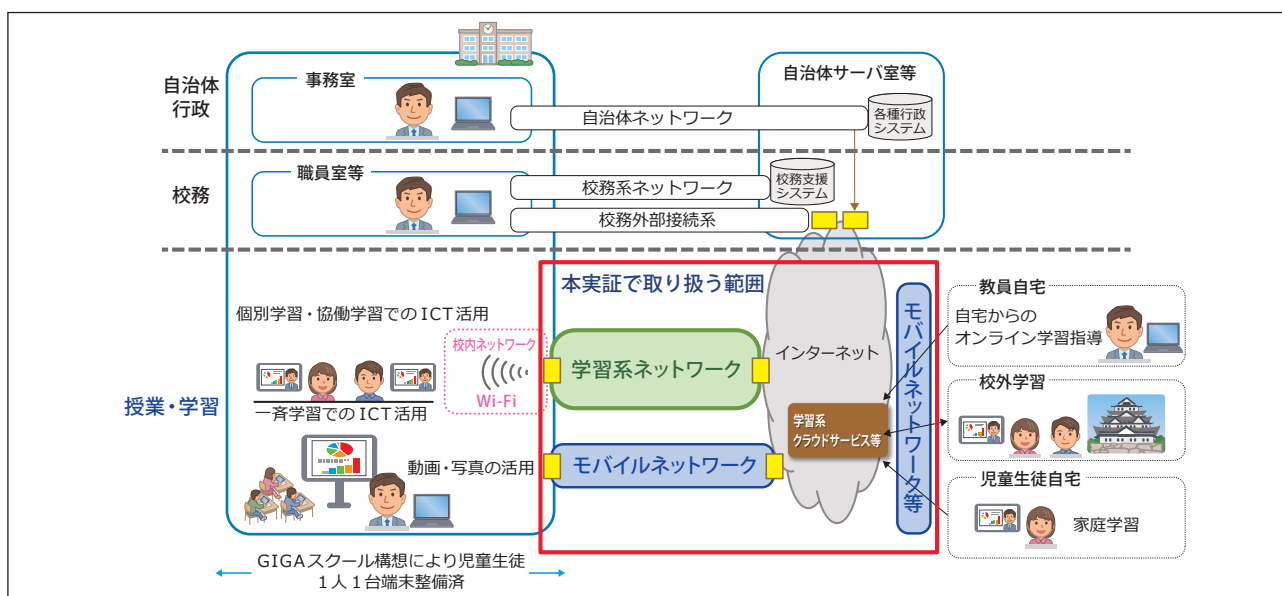 自治体
行政
事務室
自治体ネットワーク
自治体サーバ室等
各種行政
システム
校務
職員室等
校務系ネットワーク
校務支援
システム
校務外部接続系
本実証で取り扱う範囲
授業・学習
個別学習・協働学習でのICT活用
校内ネットワーク
Wi-Fi
一斉学習でのICT活用
動画・写真の活用
学習系ネットワーク
モバイルネットワーク
インターネット
学習系
クラウドサービス等
モバイルネットワーク等
教員自宅
自宅からの
オンライン学習指導
校外学習
児童生徒自宅
家庭学習
GIGAスクール構想により児童生徒
1人1台端末整備済